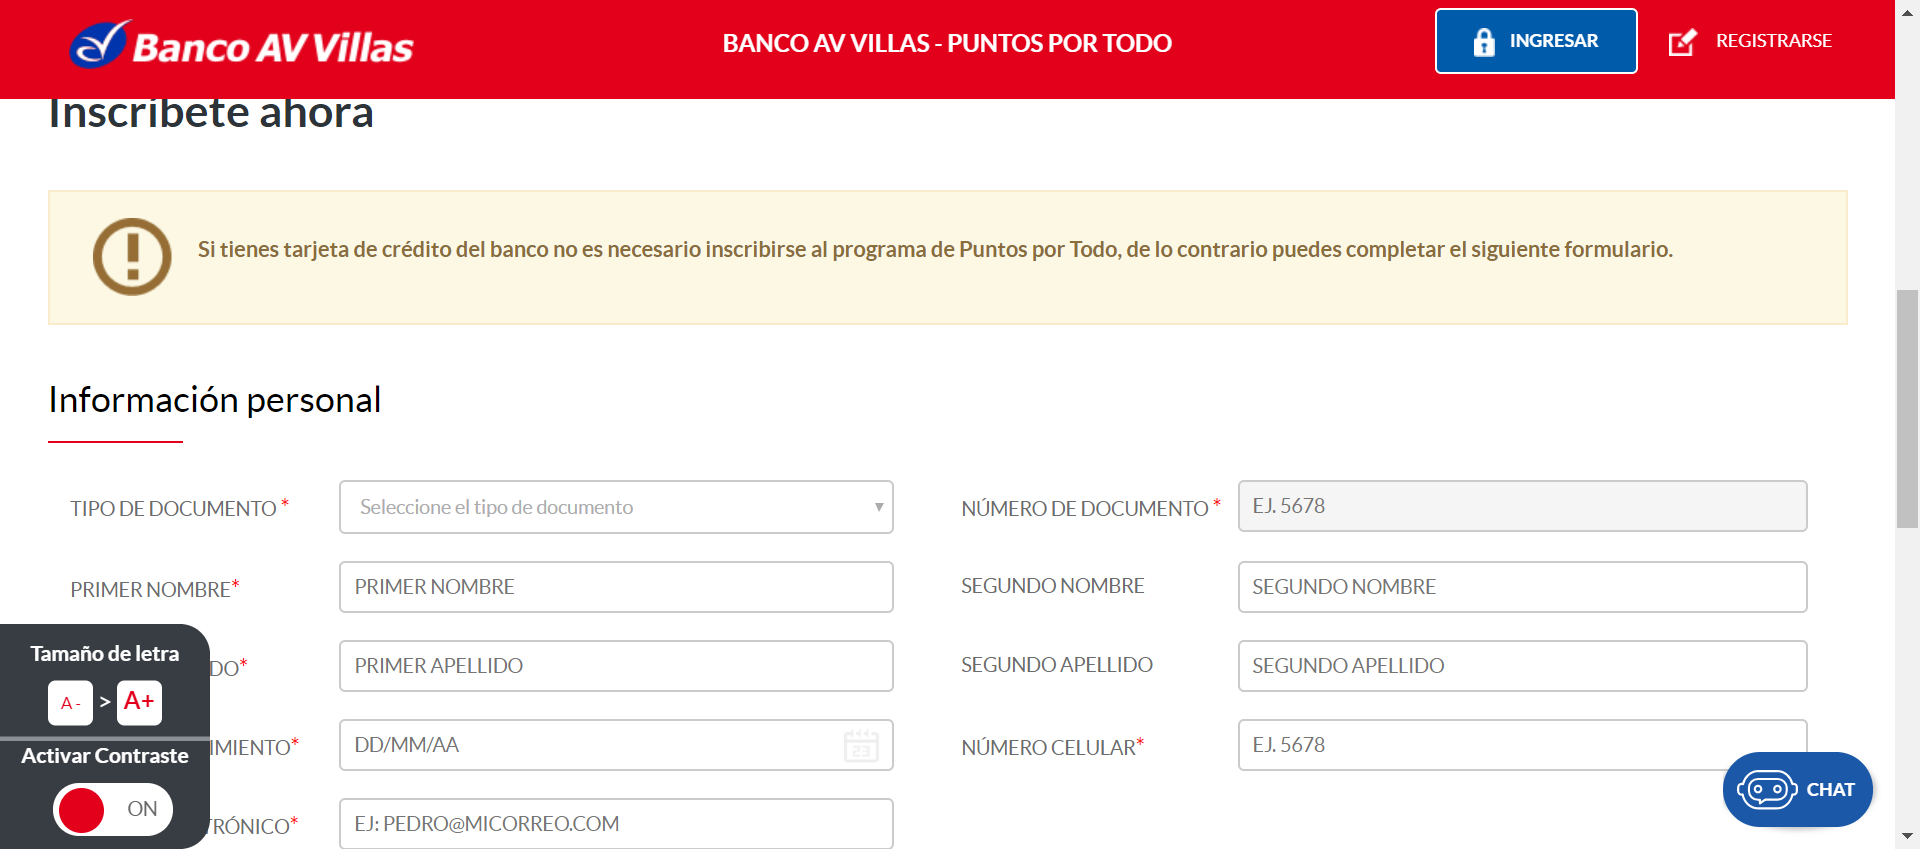 Banco AV Villas
BANCO AV VILLAS - PUNTOS POR TODO
INGRESAR
REGISTRARSE
Inscríbete ahora
Si tienes tarjeta de crédito del banco no es necesario inscribirse al programa de Puntos por Todo, de lo contrario puedes completar el siguiente formulario.
Información personal
TIPO DE DOCUMENTO *
Seleccione el tipo de documento
NÚMERO DE DOCUMENTO *
EJ. 5678
PRIMER NOMBRE*
PRIMER NOMBRE
SEGUNDO NOMBRE
SEGUNDO NOMBRE
DO*
PRIMER APELLIDO
SEGUNDO APELLIDO
SEGUNDO APELLIDO
IMIENTO*
DD/MM/AA
23
NÚMERO CELULAR*
EJ. 5678
TRÓNICO*
EJ: PEDRO@MICORREO.COM
Tamaño de letra
A - > A+
Activar Contraste
ON
CHAT